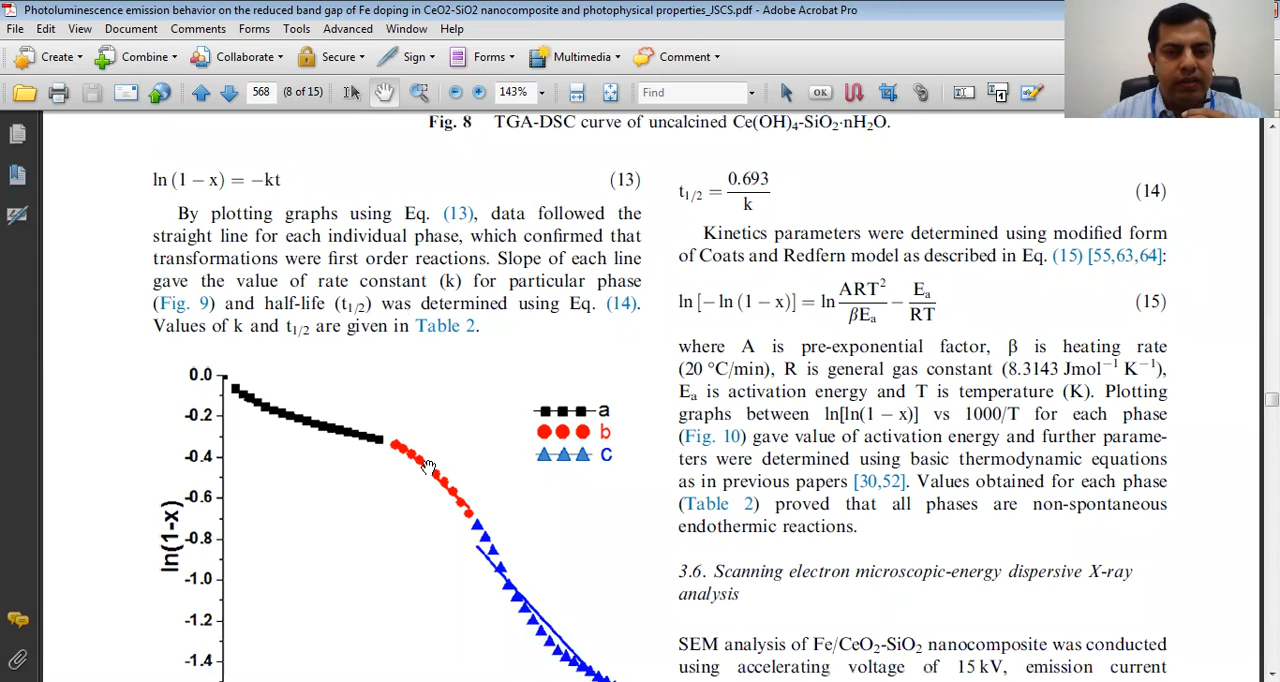 Photoluminescence emission behavior on the reduced band gap of Fe doping in CeO2-SiO2 nanocomposite and photophysical properties_JSCS.pdf - Adobe Acrobat Pro
File Edit View Document Comments Forms Tools Advanced Window Help
Create Combine Collaborate Secure Sign Forms Multimedia Comment
568 (8 of 15) 143% Find OK
Fig. 8 TGA-DSC curve of uncalcined Ce(OH)₄-SiO₂·nH₂O.
ln (1 − x) = −kt (13)
By plotting graphs using Eq. (13), data followed the
straight line for each individual phase, which confirmed that
transformations were first order reactions. Slope of each line
gave the value of rate constant (k) for particular phase
(Fig. 9) and half-life (t₁/₂) was determined using Eq. (14).
Values of k and t₁/₂ are given in Table 2.
0.0
-0.2
-0.4
-0.6
-0.8
-1.0
-1.2
-1.4
ln(1-x)
a
b
c
t₁/₂ = 0.693/k (14)
Kinetics parameters were determined using modified form
of Coats and Redfern model as described in Eq. (15) [55,63,64]:
ln [− ln (1 − x)] = ln ART²/βEₐ − Eₐ/RT (15)
where A is pre-exponential factor, β is heating rate
(20 °C/min), R is general gas constant (8.3143 Jmol⁻¹ K⁻¹),
Eₐ is activation energy and T is temperature (K). Plotting
graphs between ln[ln(1 − x)] vs 1000/T for each phase
(Fig. 10) gave value of activation energy and further parame-
ters were determined using basic thermodynamic equations
as in previous papers [30,52]. Values obtained for each phase
(Table 2) proved that all phases are non-spontaneous
endothermic reactions.
3.6. Scanning electron microscopic-energy dispersive X-ray
analysis
SEM analysis of Fe/CeO₂-SiO₂ nanocomposite was conducted
using accelerating voltage of 15 kV, emission current